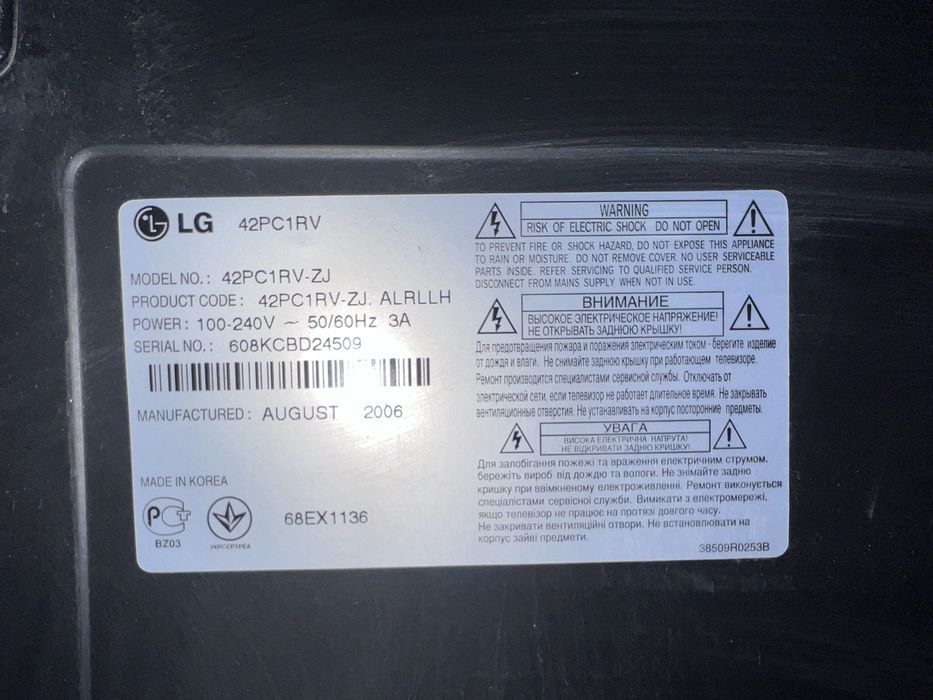 LG 42PC1RV
MODEL NO.: 42PC1RV-ZJ
PRODUCT CODE: 42PC1RV-ZJ. ALRLLH
POWER: 100-240V ~ 50/60Hz 3A
SERIAL NO.: 608KCBD24509
MANUFACTURED: AUGUST 2006
MADE IN KOREA
PCT
BZ03
УКРСЕПРКА
68EX1136
WARNING
RISK OF ELECTRIC SHOCK DO NOT OPEN
TO PREVENT FIRE OR SHOCK HAZARD, DO NOT EXPOSE THIS APPLIANCE
TO RAIN OR MOISTURE. DO NOT REMOVE COVER. NO USER SERVICEABLE
PARTS INSIDE. REFER SERVICING TO QUALIFIED SERVICE PERSON.
DISCONNECT FROM MAINS SUPPLY WHEN NOT IN USE.
ВНИМАНИЕ
ВЫСОКОЕ ЭЛЕКТРИЧЕСКОЕ НАПРЯЖЕНИЕ!
НЕ ОТКРЫВАТЬ ЗАДНЮЮ КРЫШКУ!
Для предотвращения пожара и поражения электрическим током - берегите изделие
от дождя и влаги. Не снимайте заднюю крышку при работающем телевизоре.
Ремонт производится специалистами сервисной службы. Отключать от
электрической сети, если телевизор не работает длительное время. Не закрывать
вентиляционные отверстия. Не устанавливать на корпус посторонние предметы.
УВАГА
ВИСОКА ЕЛЕКТРИЧНА НАПРУГА!
НЕ ВІДКРИВАТИ ЗАДНЮ КРИШКУ!
Для запобігання пожежі та враження електричним струмом.
бережіть вироб від дождю та вологи. Не знімайте задню
кришку при ввімкненому електроживленні. Ремонт виконується
спеціалістами сервісної служби. Вимикати з електромережі,
якщо телевізор не працює на протязі довгого часу.
Не закривати вентиляційні отвори. Не встановлювати на
корпус зайві предмети.
38509R0253B